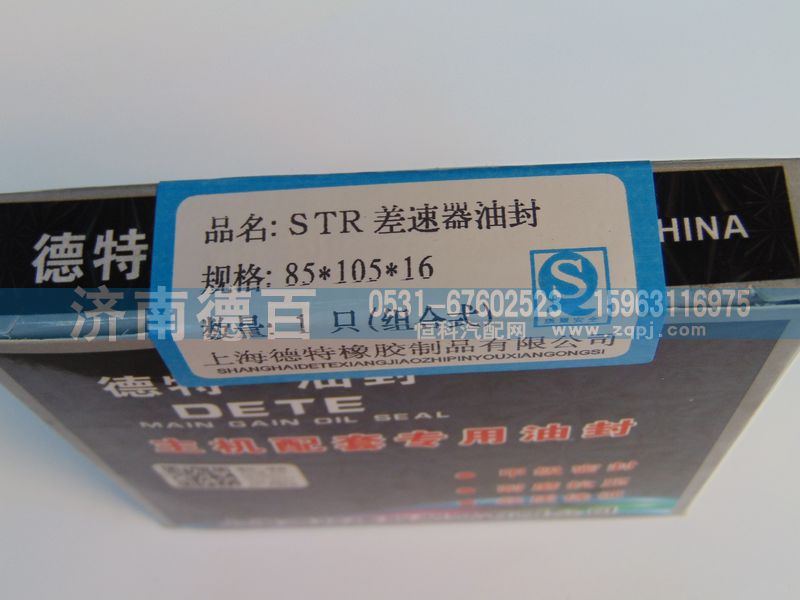 品名: STR 差速器油封
德特
CHINA
规格: 85*105*16
济南德百 0531-67602523 15963116975
数量: 1 只(组合式)
恒科汽配网 www.zqpj.com
上海德特橡胶制品有限公司
SHANGHAIDETEXIANGJIAOZHIPINYOUXIANGONGSI
德特 油封
DETE
MAIN GAIN OIL SEAL
主机配套专用油封